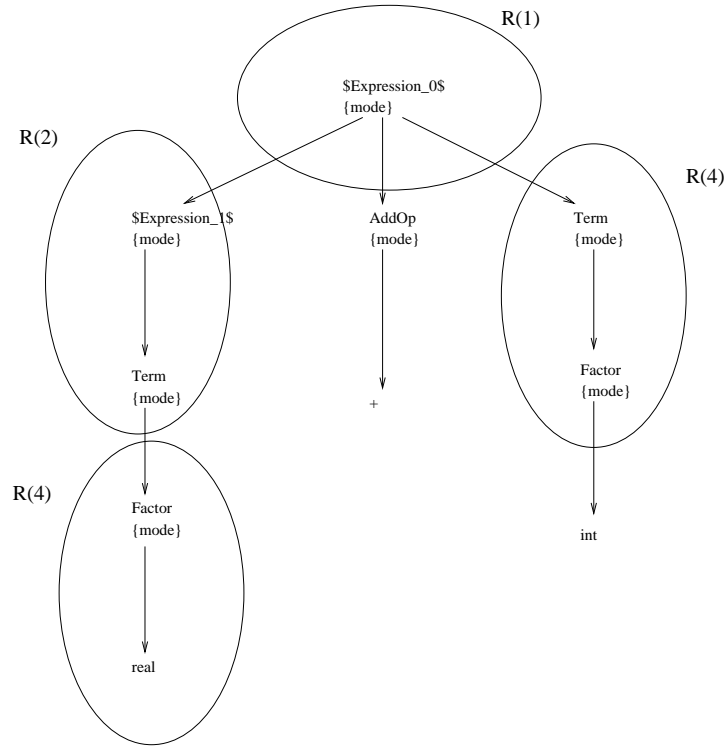 R(1)
$Expression_0$
{mode}
R(2)
R(4)
$Expression_1$
{mode}
AddOp
{mode}
Term
{mode}
Term
{mode}
Factor
{mode}
+
R(4)
Factor
{mode}
int
real